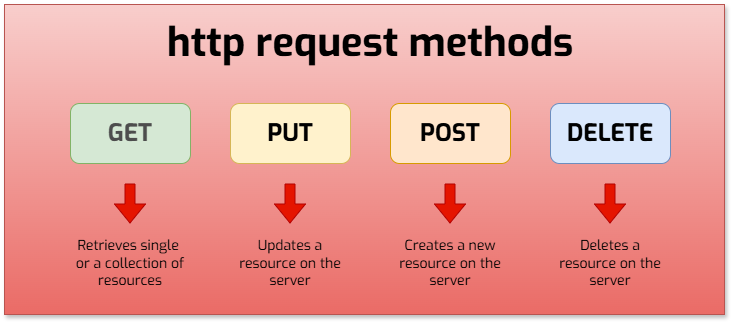 http request methods
GET
PUT
POST
DELETE
Retrieves single
or a collection of
resources
Updates a
resource on the
server
Creates a new
resource on the
server
Deletes a
resource on the
server